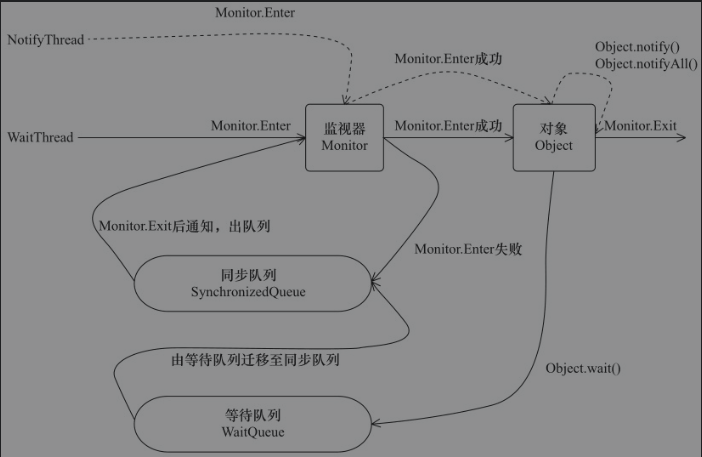 Monitor.Enter
NotifyThread
Object.notify()
Object.notifyAll()
Monitor.Enter成功
WaitThread
Monitor.Enter
监视器
Monitor
Monitor.Enter成功
对象
Object
Monitor.Exit
Monitor.Exit后通知，出队列
Monitor.Enter失败
同步队列
SynchronizedQueue
由等待队列迁移至同步队列
Object.wait()
等待队列
WaitQueue